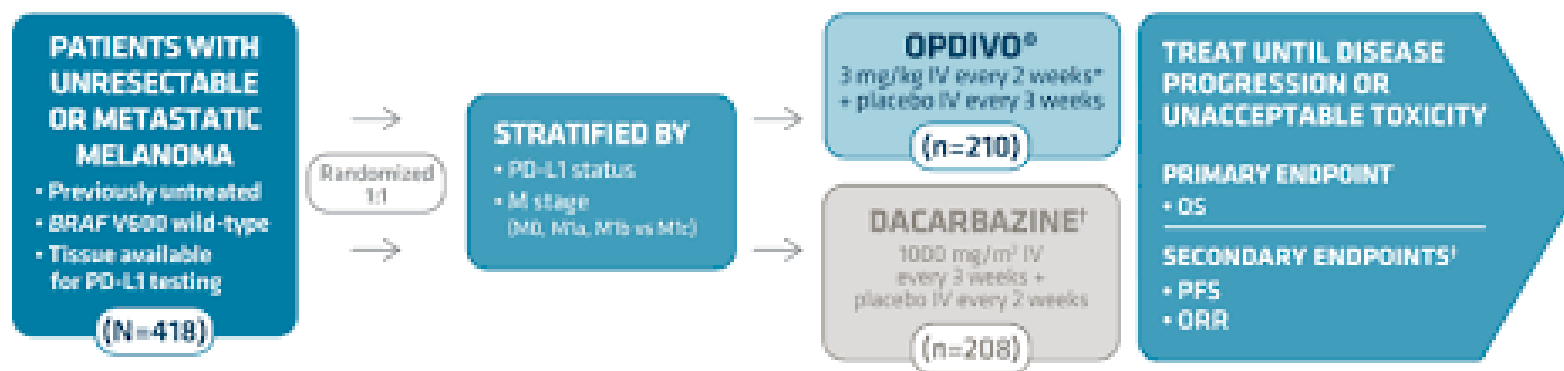 PATIENTS WITH
UNRESECTABLE
OR METASTATIC
MELANOMA
• Previously untreated
• BRAF V600 wild-type
• Tissue available
for PD-L1 testing
(N=418)
Randomized
1:1
STRATIFIED BY
• PD-L1 status
• M stage
(M0, M1a, M1b vs M1c)
OPDIVO®
3 mg/kg IV every 2 weeks*
+ placebo IV every 3 weeks
(n=210)
DACARBAZINE†
1000 mg/m² IV
every 3 weeks +
placebo IV every 2 weeks
(n=208)
TREAT UNTIL DISEASE
PROGRESSION OR
UNACCEPTABLE TOXICITY
PRIMARY ENDPOINT
• OS
SECONDARY ENDPOINTS†
• PFS
• ORR